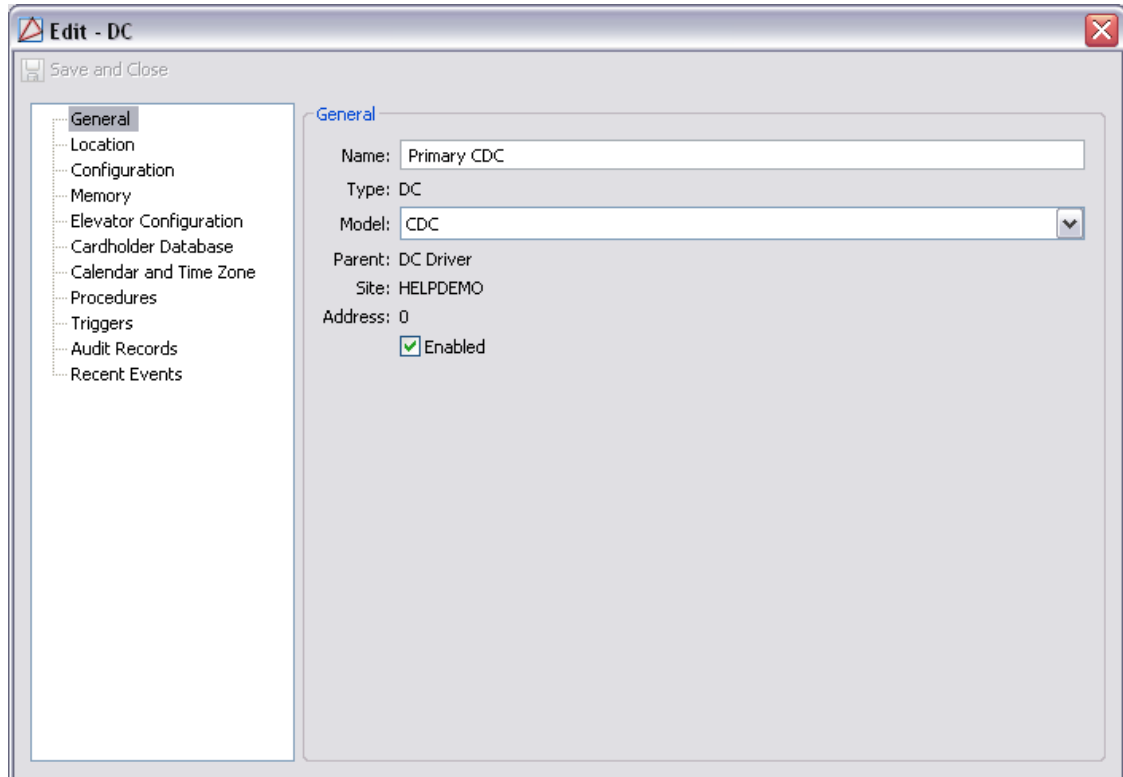 Edit - DC
Save and Close
General
Location
Configuration
Memory
Elevator Configuration
Cardholder Database
Calendar and Time Zone
Procedures
Triggers
Audit Records
Recent Events
General
Name: Primary CDC
Type: DC
Model: CDC
Parent: DC Driver
Site: HELPDEMO
Address: 0
Enabled